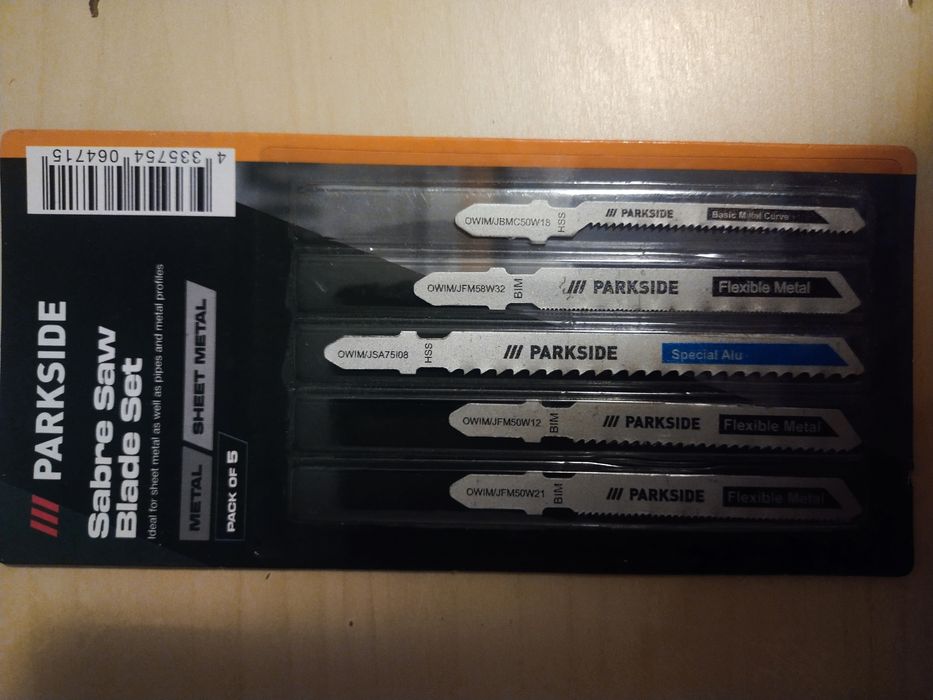 4 335754 064715
/// PARKSIDE
Sabre Saw
Blade Set
Ideal for sheet metal as well as pipes and metal profiles
METAL / SHEET METAL
PACK OF 5
OWIM/JBMC50W18 HSS /// PARKSIDE Basic Metal Curve
OWIM/JFM58W32 BIM /// PARKSIDE Flexible Metal
OWIM/JSA75I08 HSS /// PARKSIDE Special Alu
OWIM/JFM50W12 BIM /// PARKSIDE Flexible Metal
OWIM/JFM50W21 BIM /// PARKSIDE Flexible Metal